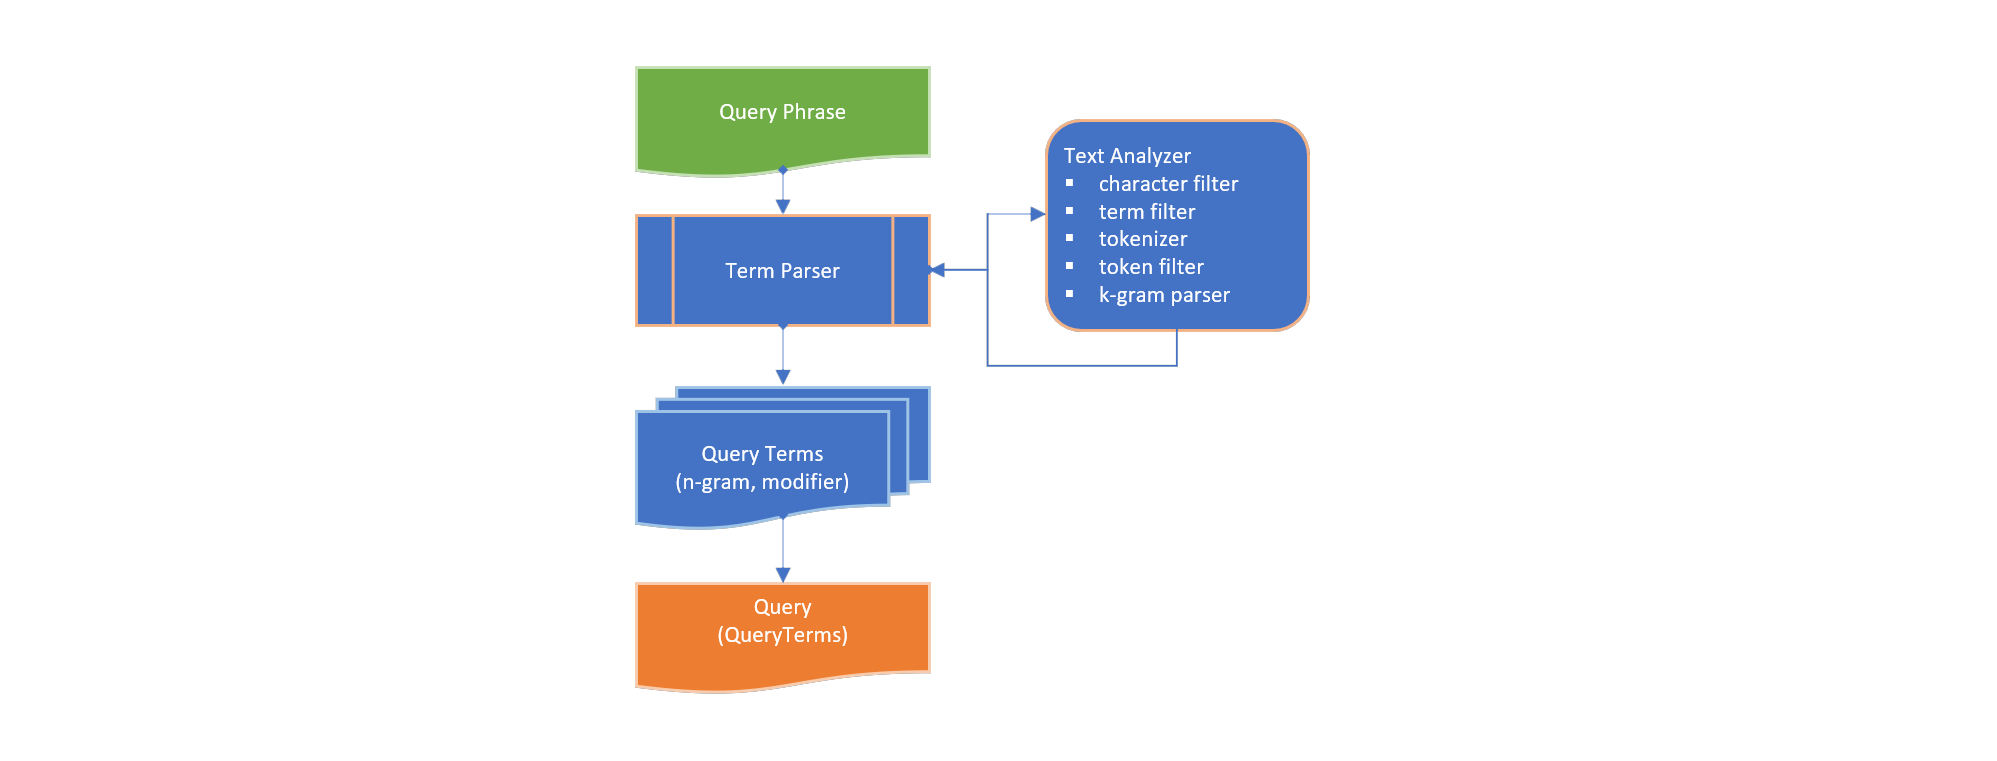 Query Phrase
Text Analyzer
▪ character filter
▪ term filter
▪ tokenizer
▪ token filter
▪ k-gram parser
Term Parser
Query Terms
(n-gram, modifier)
Query
(QueryTerms)